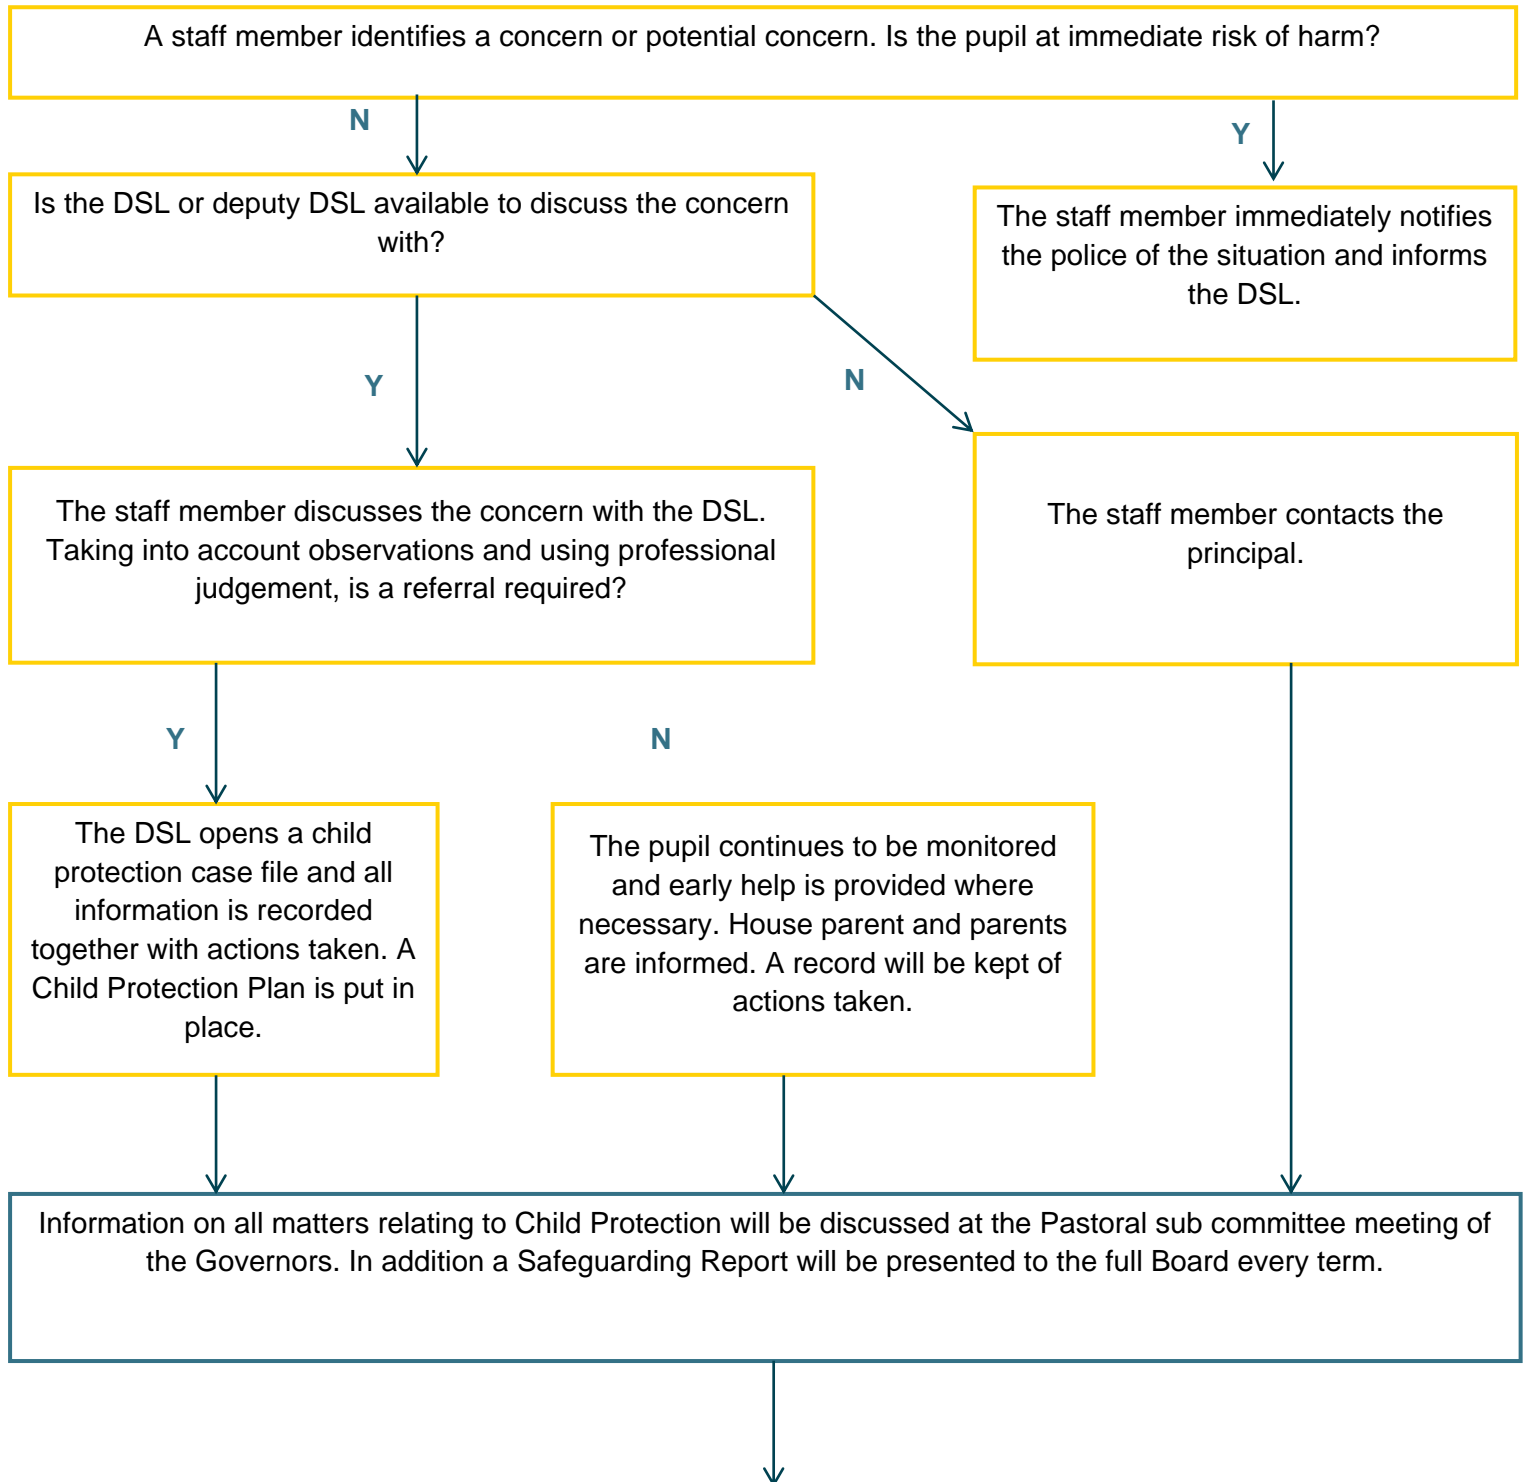 A staff member identifies a concern or potential concern. Is the pupil at immediate risk of harm?
N
Y
Is the DSL or deputy DSL available to discuss the concern
with?
The staff member immediately notifies
the police of the situation and informs
the DSL.
Y
N
The staff member discusses the concern with the DSL.
Taking into account observations and using professional
judgement, is a referral required?
The staff member contacts the
principal.
Y
N
The DSL opens a child
protection case file and all
information is recorded
together with actions taken. A
Child Protection Plan is put in
place.
The pupil continues to be monitored
and early help is provided where
necessary. House parent and parents
are informed. A record will be kept of
actions taken.
Information on all matters relating to Child Protection will be discussed at the Pastoral sub committee meeting of
the Governors. In addition a Safeguarding Report will be presented to the full Board every term.